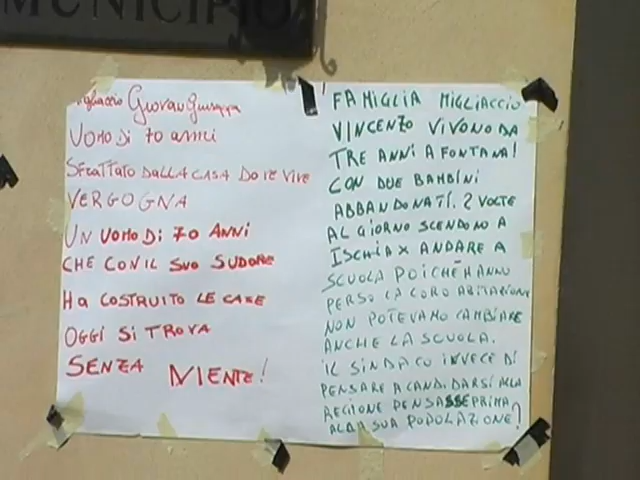 MUNICIPIO
Migliaccio Giovan Giuseppe
UOMO DI 70 anni
SFRATTATO DALLA CASA DOVE VIVE
VERGOGNA
UN UOMO DI 70 ANNI
CHE CON IL SUO SUDORE
HA COSTRUITO LE CASE
OGGI SI TROVA
SENZA NIENTE!
FAMIGLIA MIGLIACCIO
VINCENZO VIVONO DA
TRE ANNI A FONTANA!
CON DUE BAMBINI
ABBANDONATI. 2 VOLTE
AL GIORNO SCENDONO A
ISCHIA X ANDARE A
SCUOLA POICHÈ HANNO
PERSO LA LORO ABITAZIONE
NON POTEVAMO CAMBIARE
ANCHE LA SCUOLA.
IL SINDACO INVECE DI
PENSARE A CANDIDARSI ALLA
REGIONE PENSASSE PRIMA
ALLA SUA POPOLAZIONE?